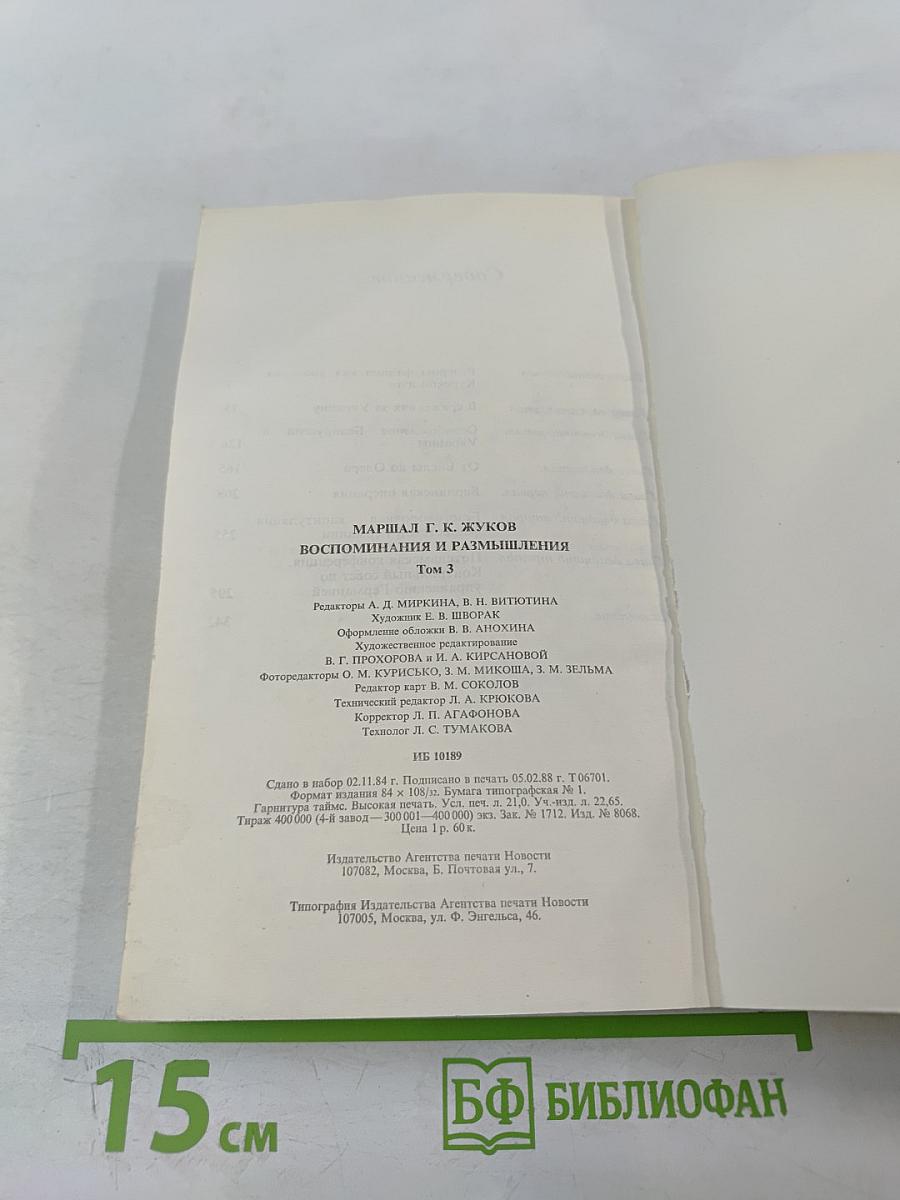 МАРШАЛ Г. К. ЖУКОВ
ВОСПОМИНАНИЯ И РАЗМЫШЛЕНИЯ
Том 3
Редакторы А. Д. МИРКИНА, В. Н. ВИТЮТИНА
Художник Е. В. ШВОРАК
Оформление обложки В. В. АНОХИНА
Художественное редактирование
В. Г. ПРОХОРОВА и И. А. КИРСАНОВОЙ
Фоторедакторы О. М. КУРИСЬКО, З. М. МИКОША, З. М. ЗЕЛЬМА
Редактор карт В. М. СОКОЛОВ
Технический редактор Л. А. КРЮКОВА
Корректор Л. П. АГАФОНОВА
Технолог Л. С. ТУМАКОВА
ИБ 10189
Сдано в набор 02.11.84 г. Подписано в печать 05.02.88 г. Т 06701.
Формат издания 84 × 108/32. Бумага типографская № 1.
Гарнитура таймс. Высокая печать. Усл. печ. л. 21,0. Уч.-изд. л. 22,65.
Тираж 400 000 (4-й завод — 300 001—400 000) экз. Зак. № 1712. Изд. № 8068.
Цена 1 р. 60 к.
Издательство Агентства печати Новости
107082, Москва, Б. Почтовая ул., 7.
Типография Издательства Агентства печати Новости
107005, Москва, ул. Ф. Энгельса, 46.
15 см
БФ БИБЛИОФАН